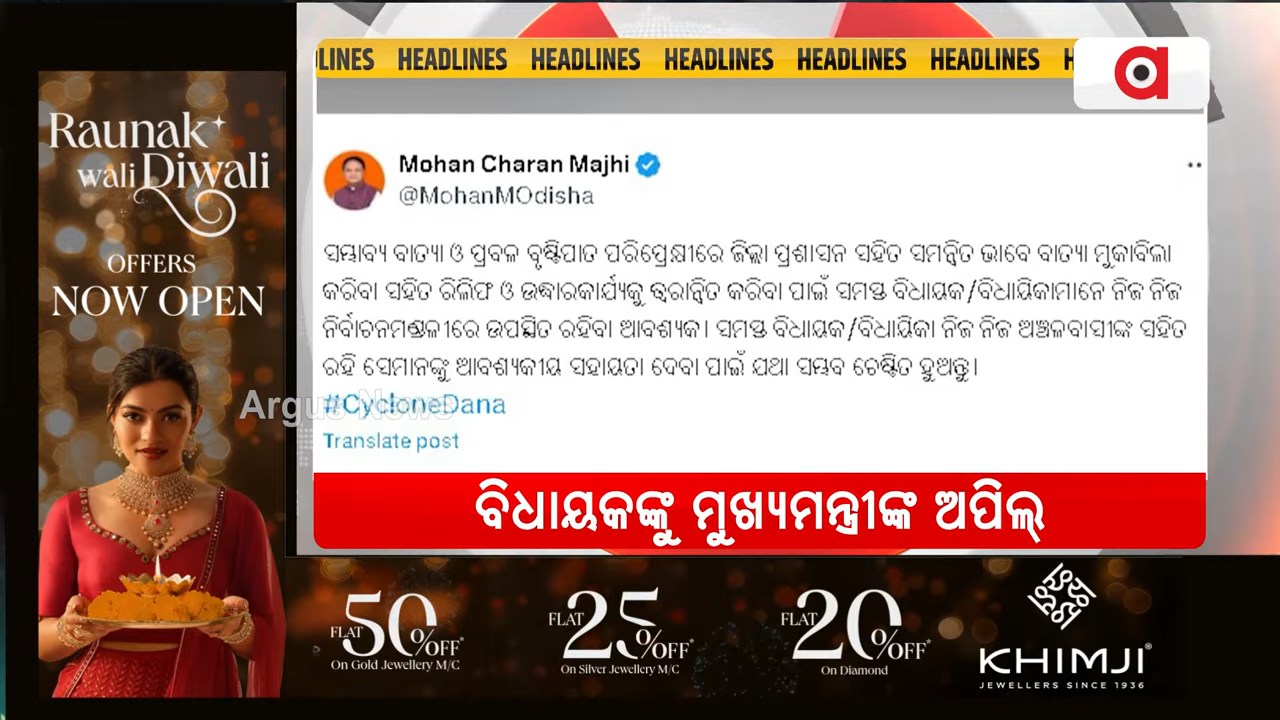 Raunak
wali Diwali
OFFERS
NOW OPEN
LINES HEADLINES HEADLINES HEADLINES HEADLINES HEADLINES H
a
Mohan Charan Majhi
@MohanMOdisha
ସମ୍ଭାବ୍ୟ ବାତ୍ୟା ଓ ପ୍ରବଳ ବୃଷ୍ଟିପାତ ପରିପ୍ରେକ୍ଷୀରେ ଜିଲ୍ଲା ପ୍ରଶାସନ ସହିତ ସମନ୍ୱିତ ଭାବେ ବାତ୍ୟା ମୁକାବିଲା
କରିବା ସହିତ ରିଲିଫ ଓ ଉଦ୍ଧାରକାର୍ଯ୍ୟକୁ ତ୍ୱରାନ୍ୱିତ କରିବା ପାଇଁ ସମସ୍ତ ବିଧାୟକ/ବିଧାୟିକାମାନେ ନିଜ ନିଜ
ନିର୍ବାଚନମଣ୍ଡଳୀରେ ଉପସ୍ଥିତ ରହିବା ଆବଶ୍ୟକ। ସମସ୍ତ ବିଧାୟକ/ବିଧାୟିକା ନିଜ ନିଜ ଅଞ୍ଚଳବାସୀଙ୍କ ସହିତ
ରହି ସେମାନଙ୍କୁ ଆବଶ୍ୟକୀୟ ସହାୟତା ଦେବା ପାଇଁ ଯଥା ସମ୍ଭବ ଚେଷ୍ଟିତ ହୁଅନ୍ତୁ।
#CycloneDana
Argus News
Translate post
ବିଧାୟକଙ୍କୁ ମୁଖ୍ୟମନ୍ତ୍ରୀଙ୍କ ଅପିଲ୍
FLAT 50% OFF*
On Gold Jewellery M/C
FLAT 25% OFF*
On Silver Jewellery M/C
FLAT 20% OFF*
On Diamond
KHIMJI®
JEWELLERS SINCE 1936